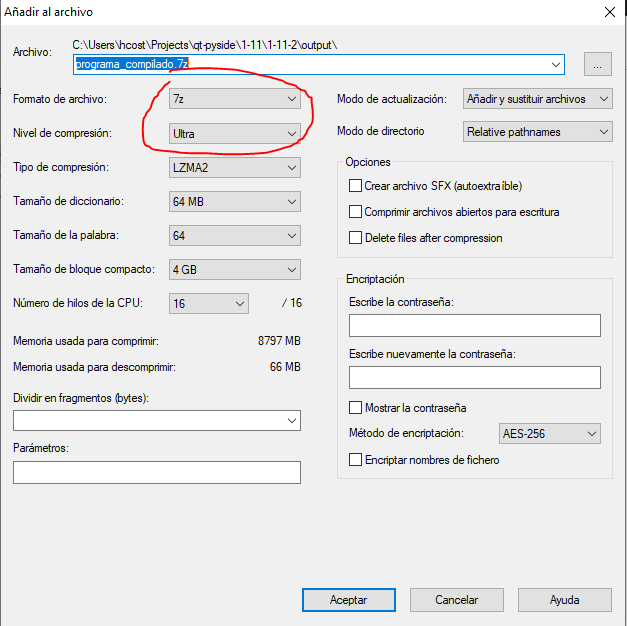 Añadir al archivo
Archivo:
C:\Users\hcost\Projects\qt-pyside\1-11\1-11-2\output\
programa_compilado.7z
...
Formato de archivo: 7z
Nivel de compresión: Ultra
Tipo de compresión: LZMA2
Tamaño de diccionario: 64 MB
Tamaño de la palabra: 64
Tamaño de bloque compacto: 4 GB
Número de hilos de la CPU: 16 / 16
Memoria usada para comprimir: 8797 MB
Memoria usada para descomprimir: 66 MB
Dividir en fragmentos (bytes):
Parámetros:
Modo de actualización: Añadir y sustituir archivos
Modo de directorio Relative pathnames
Opciones
Crear archivo SFX (autoextraíble)
Comprimir archivos abiertos para escritura
Delete files after compression
Encriptación
Escribe la contraseña:
Escribe nuevamente la contraseña:
Mostrar la contraseña
Método de encriptación: AES-256
Encriptar nombres de fichero
Aceptar Cancelar Ayuda